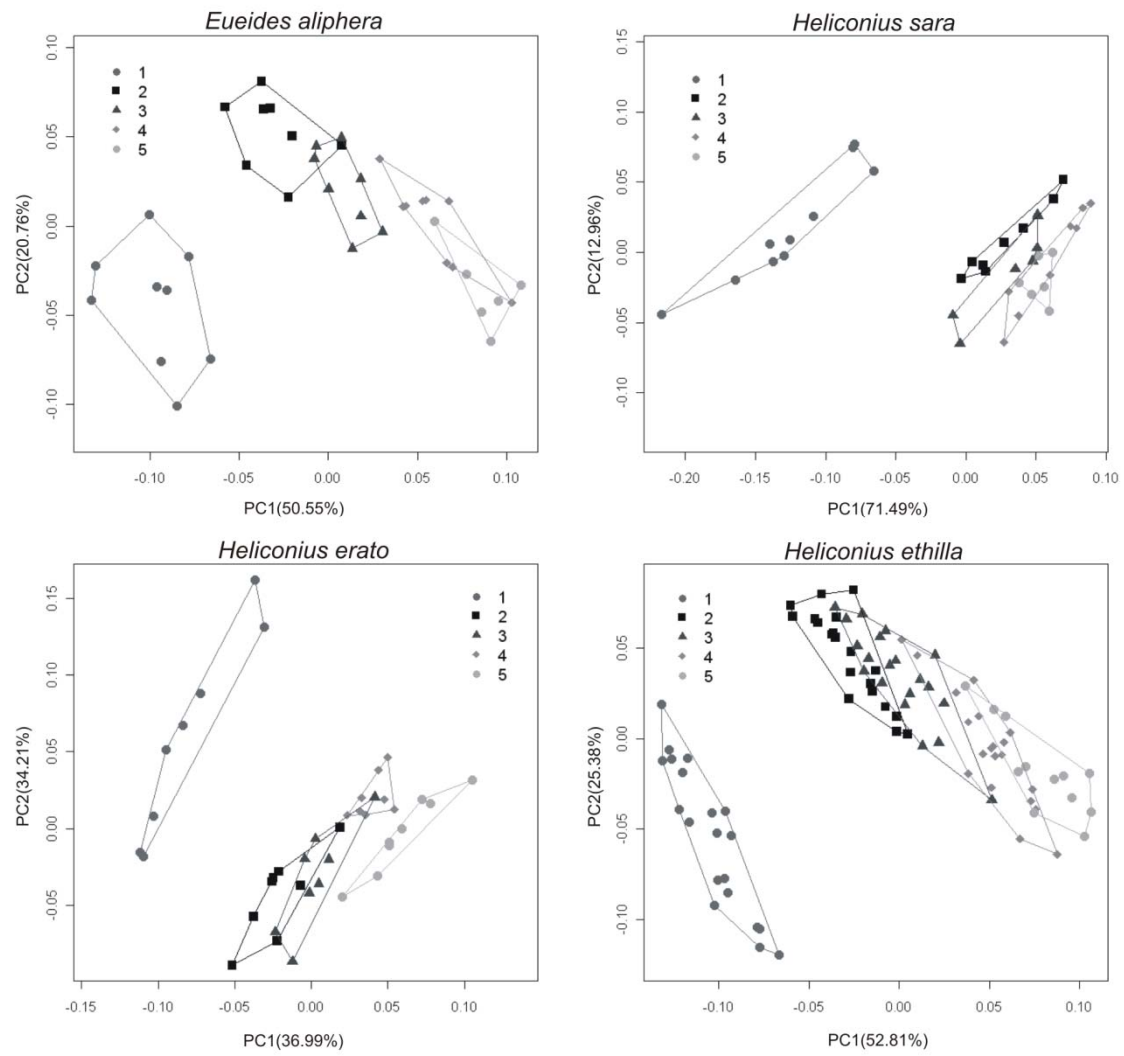 Eueides aliphera
0.10
0.05
0.00
-0.05
-0.10
PC2(20.76%)
1
2
3
4
5
-0.10 -0.05 0.00 0.05 0.10
PC1(50.55%)
Heliconius sara
0.15
0.10
0.05
0.00
-0.05
-0.10
PC2(12.96%)
1
2
3
4
5
-0.20 -0.15 -0.10 -0.05 0.00 0.05 0.10
PC1(71.49%)
Heliconius erato
0.15
0.10
0.05
0.00
-0.05
PC2(34.21%)
1
2
3
4
5
-0.15 -0.10 -0.05 0.00 0.05 0.10
PC1(36.99%)
Heliconius ethilla
0.05
0.00
-0.05
-0.10
PC2(25.38%)
1
2
3
4
5
-0.10 -0.05 0.00 0.05 0.10
PC1(52.81%)